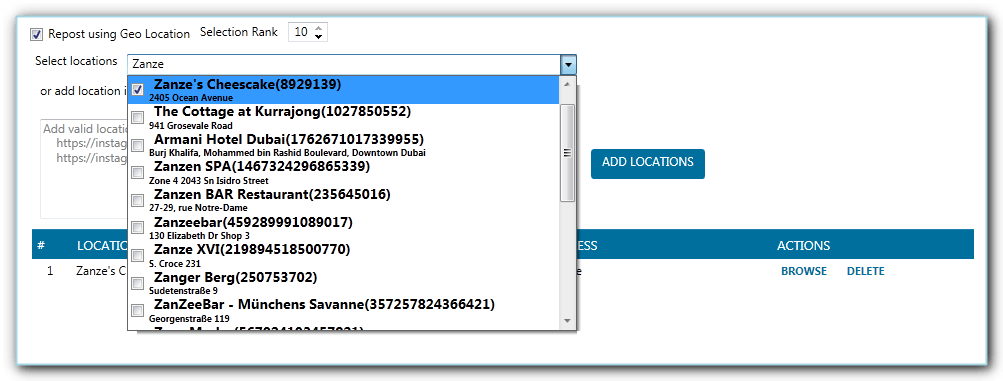 Repost using Geo Location Selection Rank 10
Select locations Zanze
or add location i
Zanze's Cheescake(8929139)
2405 Ocean Avenue
The Cottage at Kurrajong(1027850552)
941 Grosevale Road
Armani Hotel Dubai(1762671017339955)
Burj Khalifa, Mohammed bin Rashid Boulevard, Downtown Dubai
Zanzen SPA(1467324296865339)
Zone 4 2043 Sn Isidro Street
Zanzen BAR Restaurant(235645016)
27-29, rue Notre-Dame
Zanzeebar(459289991089017)
130 Elizabeth Dr Shop 3
Zanze XVI(219894518500770)
S. Croce 231
Zanger Berg(250753702)
Sudetenstraße 9
ZanZeeBar - Münchens Savanne(357257824366421)
Georgenstraße 119
Add valid locatio
https://instag
https://instag
ADD LOCATIONS
# LOCATIO ESS ACTIONS
1 Zanze's C e BROWSE DELETE